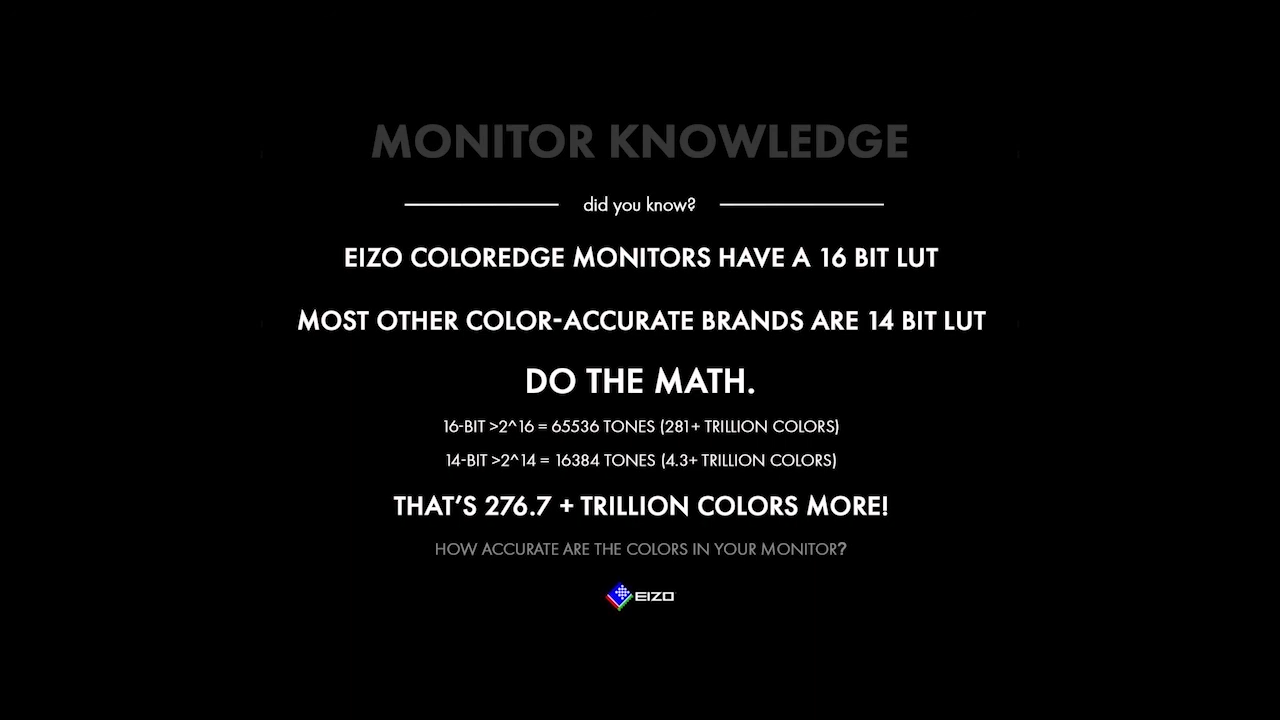 MONITOR KNOWLEDGE
did you know?
EIZO COLOREDGE MONITORS HAVE A 16 BIT LUT
MOST OTHER COLOR-ACCURATE BRANDS ARE 14 BIT LUT
DO THE MATH.
16-BIT >2^16 = 65536 TONES (281+ TRILLION COLORS)
14-BIT >2^14 = 16384 TONES (4.3+ TRILLION COLORS)
THAT'S 276.7 + TRILLION COLORS MORE!
HOW ACCURATE ARE THE COLORS IN YOUR MONITOR?
EIZO